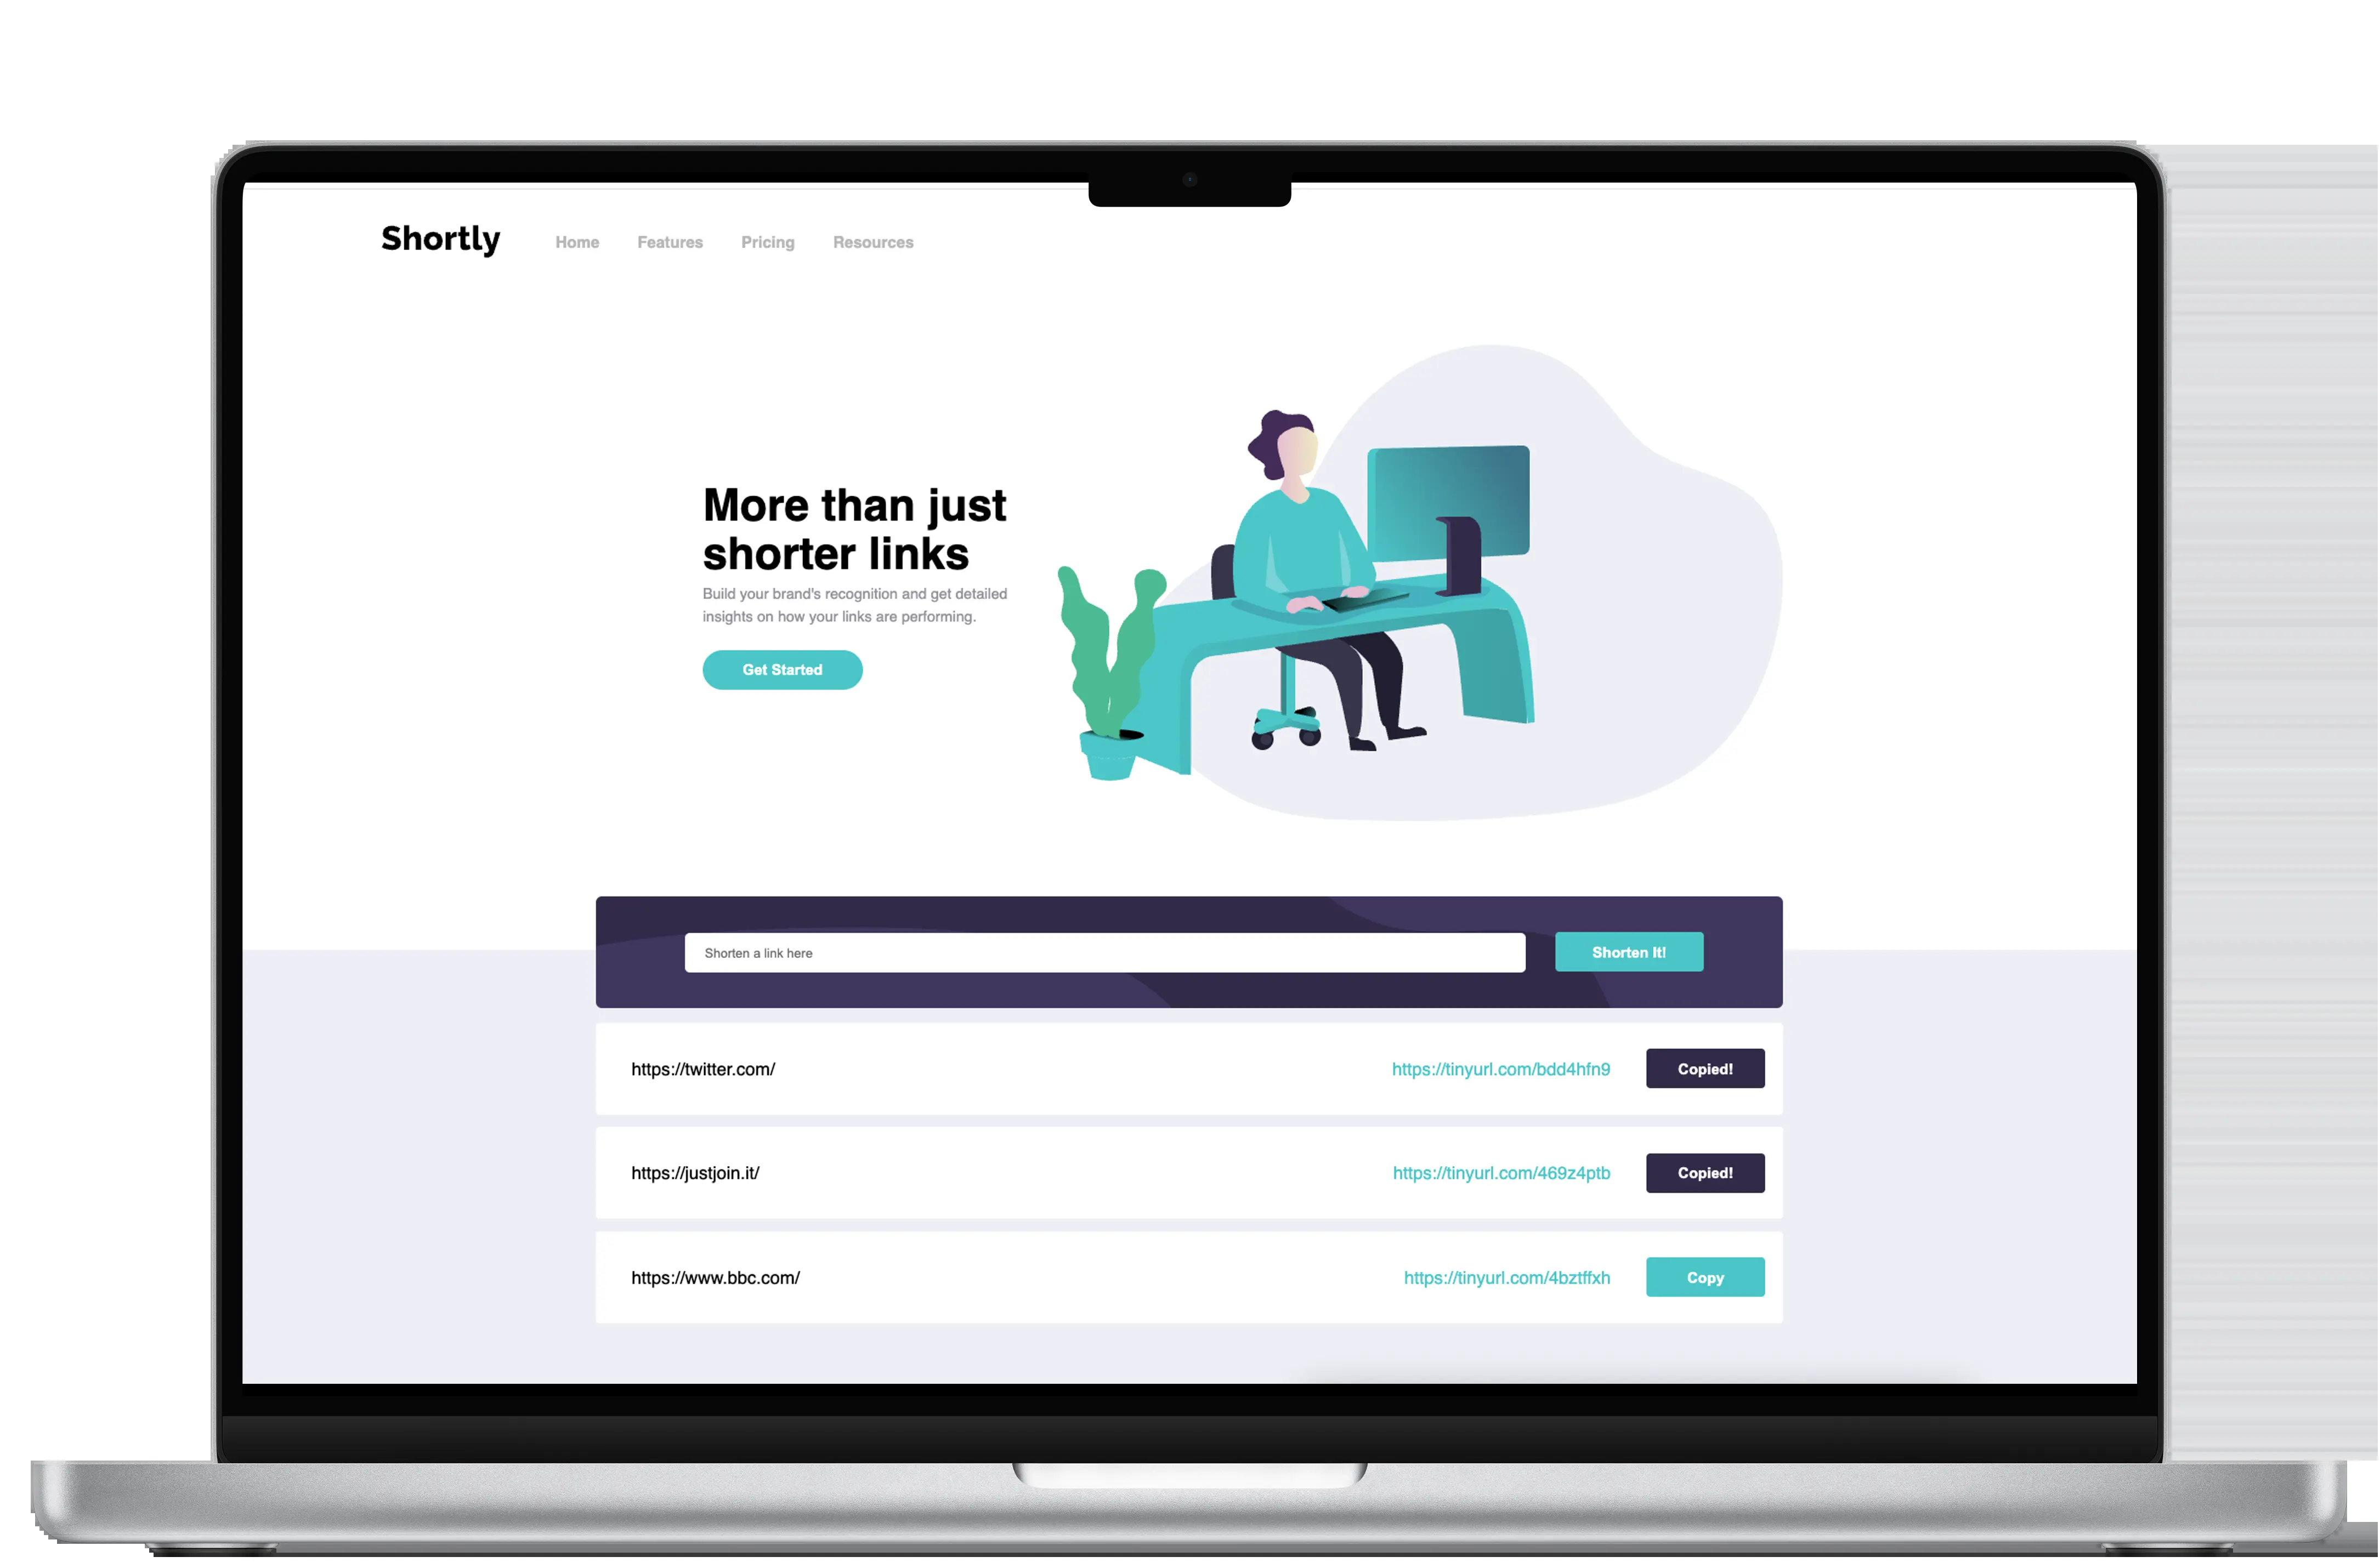 Shortly
Home Features Pricing Resources
More than just
shorter links
Build your brand's recognition and get detailed
insights on how your links are performing.
Get Started
Shorten a link here
Shorten It!
https://twitter.com/ https://tinyurl.com/bdd4hfn9 Copied!
https://justjoin.it/ https://tinyurl.com/469z4ptb Copied!
https://www.bbc.com/ https://tinyurl.com/4bztffxh Copy